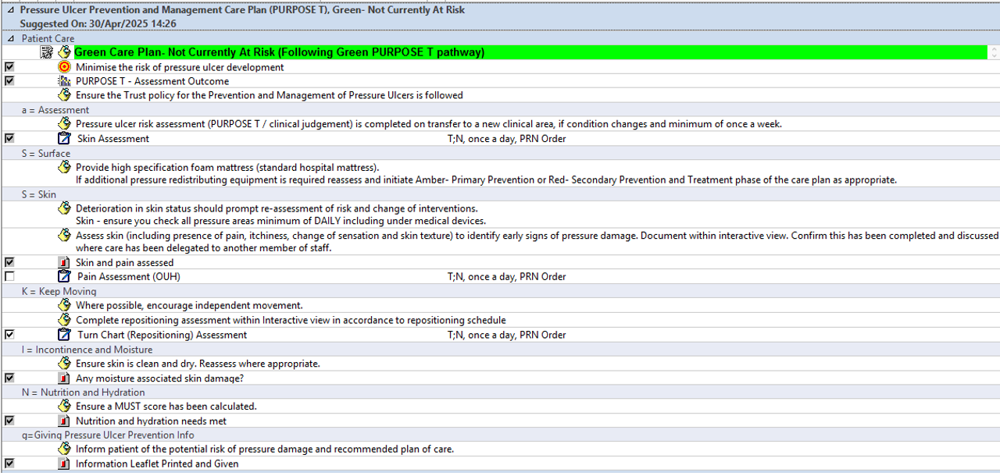 Pressure Ulcer Prevention and Management Care Plan (PURPOSE T), Green- Not Currently At Risk
Suggested On: 30/Apr/2025 14:26
Patient Care
Green Care Plan- Not Currently At Risk (Following Green PURPOSE T pathway)
Minimise the risk of pressure ulcer development
PURPOSE T - Assessment Outcome
Ensure the Trust policy for the Prevention and Management of Pressure Ulcers is followed
a = Assessment
Pressure ulcer risk assessment (PURPOSE T / clinical judgement) is completed on transfer to a new clinical area, if condition changes and minimum of once a week.
Skin Assessment T;N, once a day, PRN Order
S = Surface
Provide high specification foam mattress (standard hospital mattress).
If additional pressure redistributing equipment is required reassess and initiate Amber- Primary Prevention or Red- Secondary Prevention and Treatment phase of the care plan as appropriate.
S = Skin
Deterioration in skin status should prompt re-assessment of risk and change of interventions.
Skin - ensure you check all pressure areas minimum of DAILY including under medical devices.
Assess skin (including presence of pain, itchiness, change of sensation and skin texture) to identify early signs of pressure damage. Document within interactive view. Confirm this has been completed and discussed
where care has been delegated to another member of staff.
Skin and pain assessed
Pain Assessment (OUH) T;N, once a day, PRN Order
K = Keep Moving
Where possible, encourage independent movement.
Complete repositioning assessment within Interactive view in accordance to repositioning schedule
Turn Chart (Repositioning) Assessment T;N, once a day, PRN Order
I = Incontinence and Moisture
Ensure skin is clean and dry. Reassess where appropriate.
Any moisture associated skin damage?
N = Nutrition and Hydration
Ensure a MUST score has been calculated.
Nutrition and hydration needs met
g=Giving Pressure Ulcer Prevention Info
Inform patient of the potential risk of pressure damage and recommended plan of care.
Information Leaflet Printed and Given